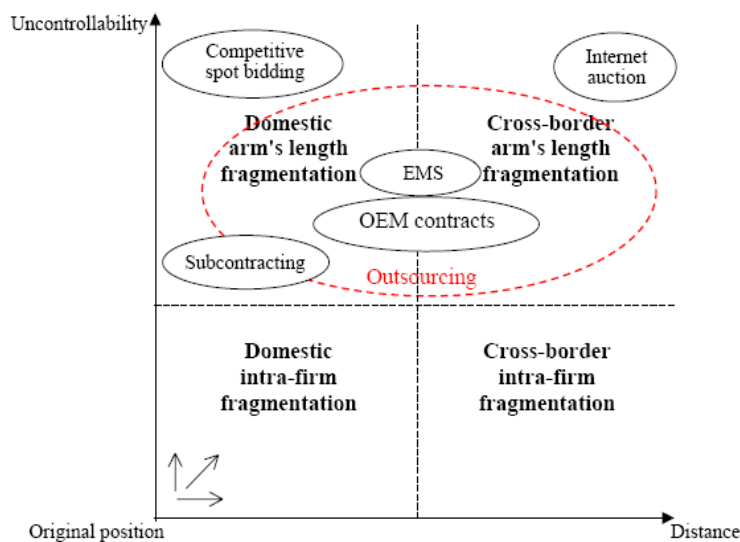 Uncontrollability
Competitive
spot bidding
Internet
auction
Domestic
arm's length
fragmentation
Cross-border
arm's length
fragmentation
EMS
OEM contracts
Subcontracting
Outsourcing
Domestic
intra-firm
fragmentation
Cross-border
intra-firm
fragmentation
Original position
Distance